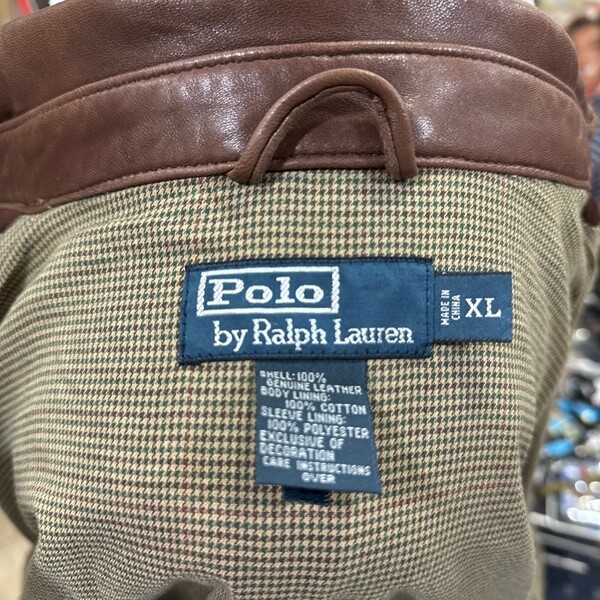 Polo
by Ralph Lauren
MADE IN
CHINA
XL
SHELL:100%
GENUINE LEATHER
BODY LINING:
100% COTTON
SLEEVE LINING:
100% POLYESTER
EXCLUSIVE OF
DECORATION
CARE INSTRUCTIONS
OVER